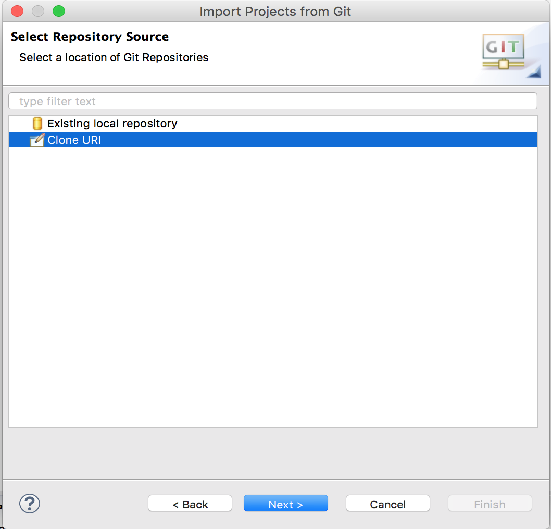 Import Projects from Git
Select Repository Source
Select a location of Git Repositories
GIT
type filter text
Existing local repository
Clone URI
?
< Back
Next >
Cancel
Finish